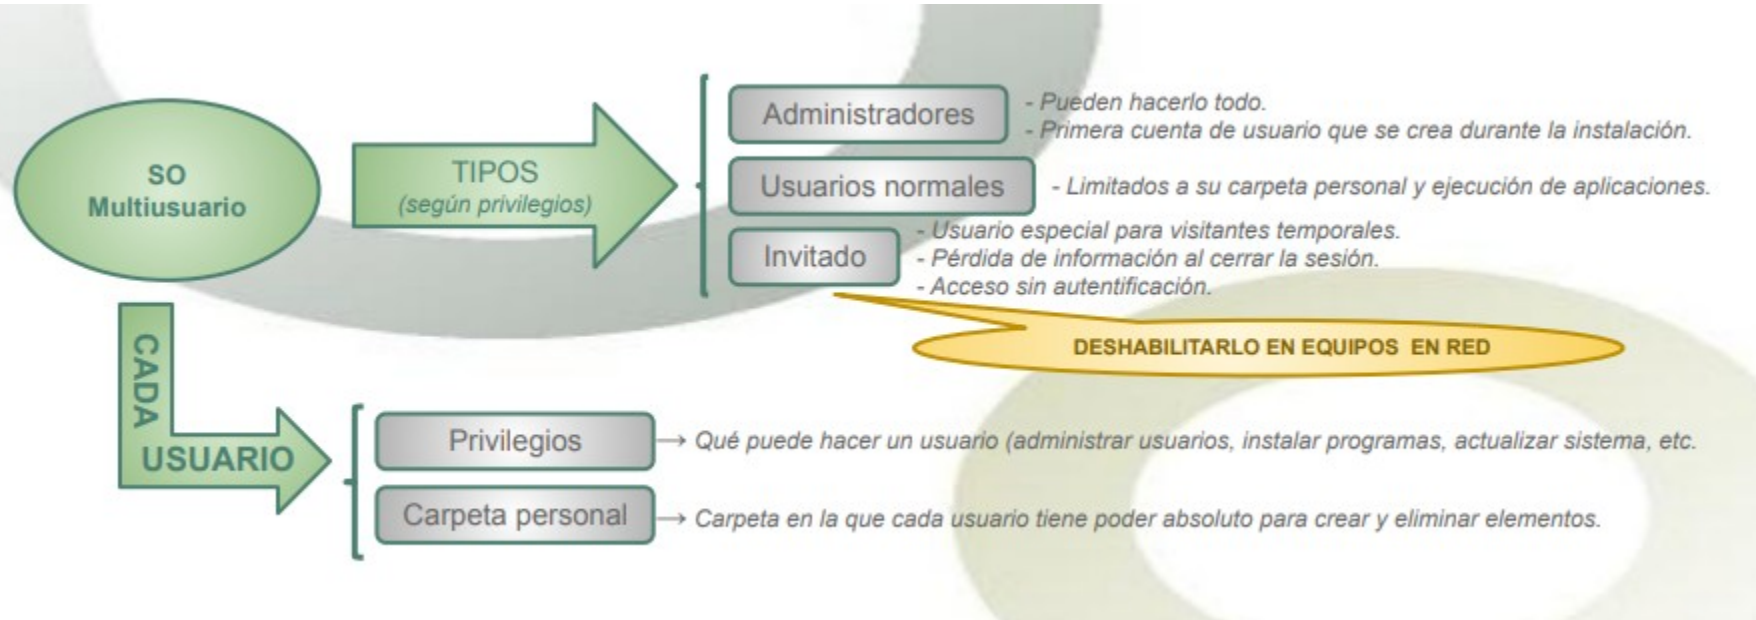 SO
Multiusuario
TIPOS
(según privilegios)
Administradores
- Pueden hacerlo todo.
- Primera cuenta de usuario que se crea durante la instalación.
Usuarios normales
- Limitados a su carpeta personal y ejecución de aplicaciones.
Invitado
- Usuario especial para visitantes temporales.
- Pérdida de información al cerrar la sesión.
- Acceso sin autentificación.
DESHABILITARLO EN EQUIPOS EN RED
CADA
USUARIO
Privilegios
→ Qué puede hacer un usuario (administrar usuarios, instalar programas, actualizar sistema, etc.
Carpeta personal
→ Carpeta en la que cada usuario tiene poder absoluto para crear y eliminar elementos.